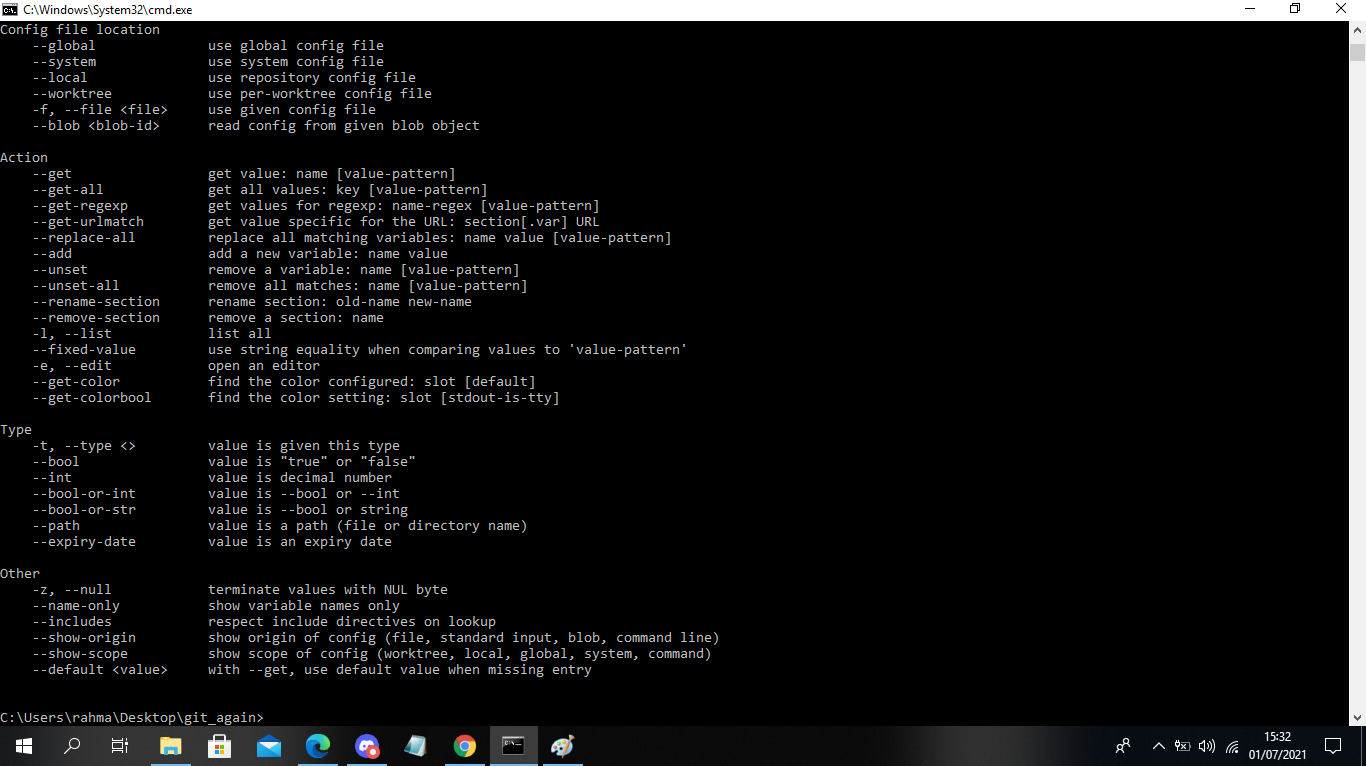 C:\Windows\System32\cmd.exe
Config file location
    --global              use global config file
    --system              use system config file
    --local               use repository config file
    --worktree            use per-worktree config file
    -f, --file <file>     use given config file
    --blob <blob-id>      read config from given blob object

Action
    --get                 get value: name [value-pattern]
    --get-all             get all values: key [value-pattern]
    --get-regexp          get values for regexp: name-regex [value-pattern]
    --get-urlmatch        get value specific for the URL: section[.var] URL
    --replace-all         replace all matching variables: name value [value-pattern]
    --add                 add a new variable: name value
    --unset               remove a variable: name [value-pattern]
    --unset-all           remove all matches: name [value-pattern]
    --rename-section      rename section: old-name new-name
    --remove-section      remove a section: name
    -l, --list            list all
    --fixed-value         use string equality when comparing values to 'value-pattern'
    -e, --edit            open an editor
    --get-color           find the color configured: slot [default]
    --get-colorbool       find the color setting: slot [stdout-is-tty]

Type
    -t, --type <>         value is given this type
    --bool                value is "true" or "false"
    --int                 value is decimal number
    --bool-or-int         value is --bool or --int
    --bool-or-str         value is --bool or string
    --path                value is a path (file or directory name)
    --expiry-date         value is an expiry date

Other
    -z, --null            terminate values with NUL byte
    --name-only           show variable names only
    --includes            respect include directives on lookup
    --show-origin         show origin of config (file, standard input, blob, command line)
    --show-scope          show scope of config (worktree, local, global, system, command)
    --default <value>     with --get, use default value when missing entry

C:\Users\rahma\Desktop\git_again>
15:32
01/07/2021